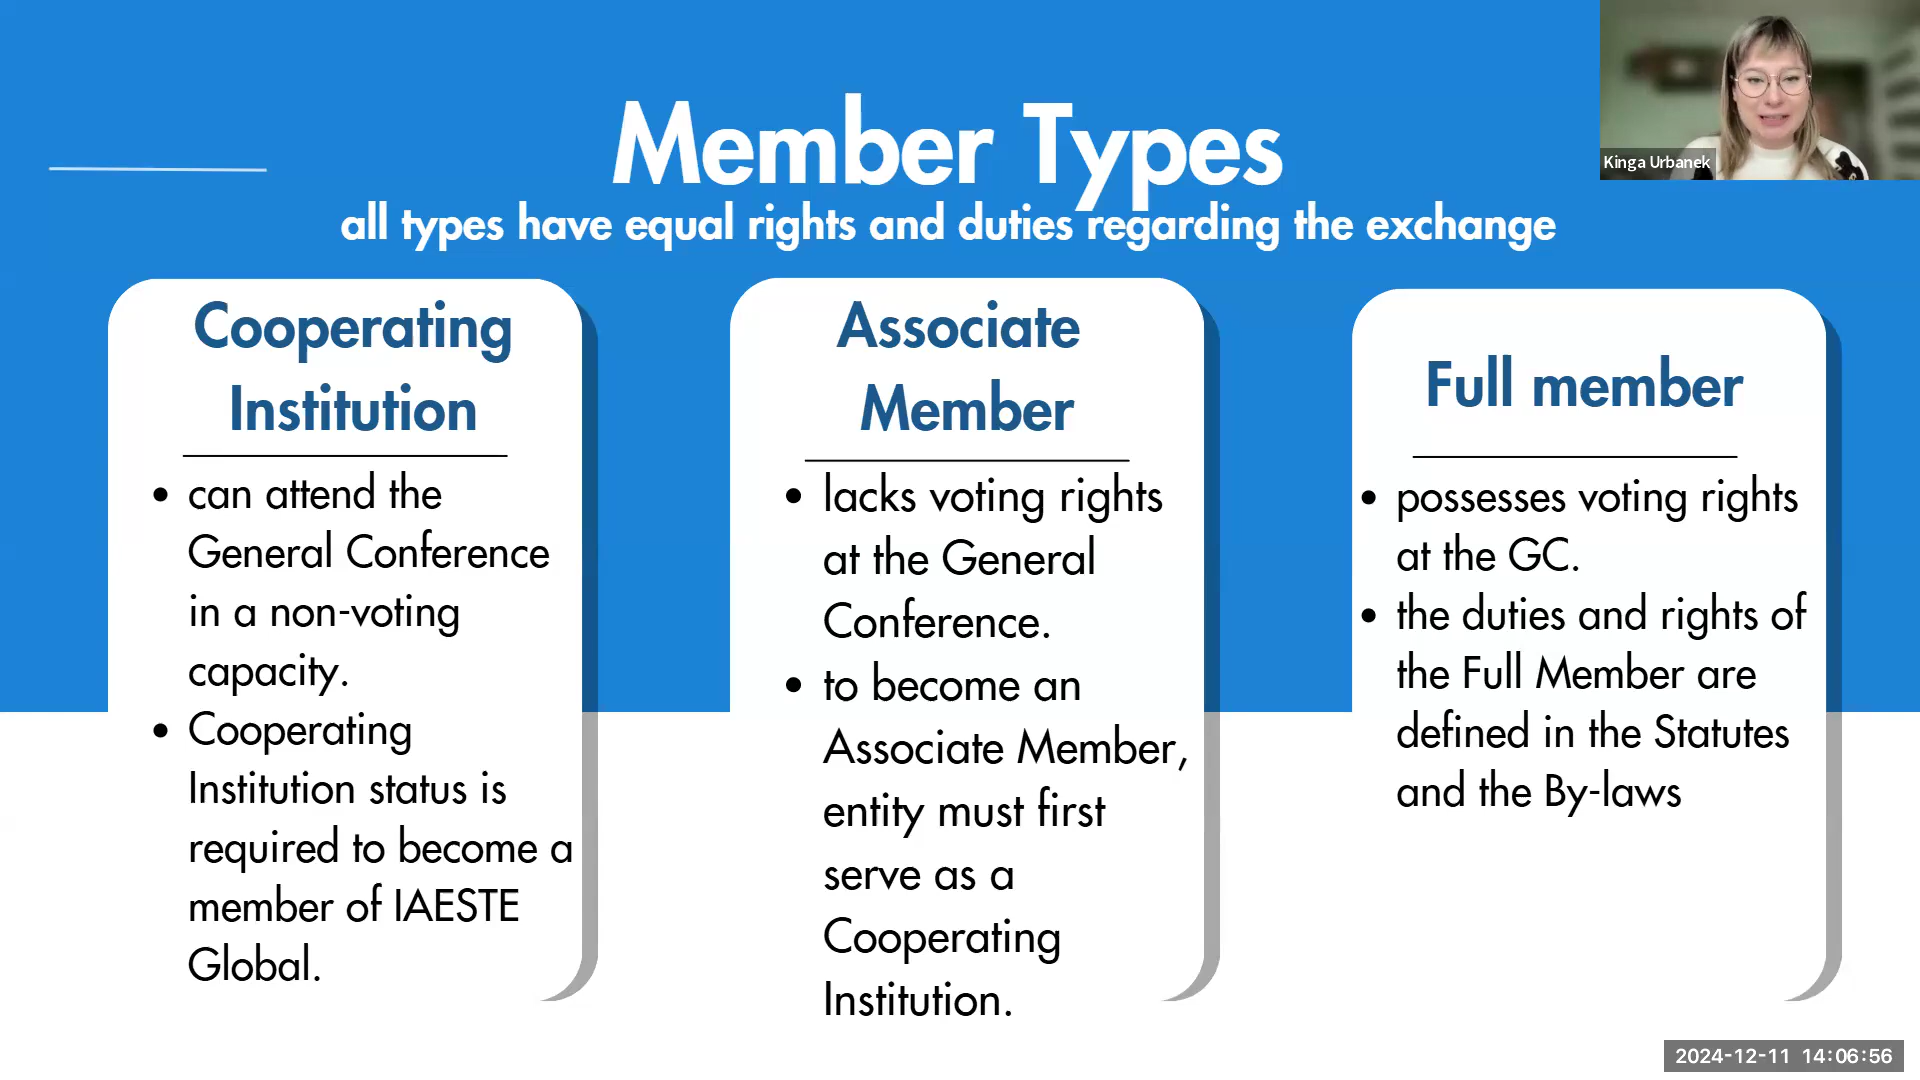 Member Types
all types have equal rights and duties regarding the exchange
Kinga Urbanek
Cooperating
Institution
• can attend the
General Conference
in a non-voting
capacity.
• Cooperating
Institution status is
required to become a
member of IAESTE
Global.
Associate
Member
• lacks voting rights
at the General
Conference.
• to become an
Associate Member,
entity must first
serve as a
Cooperating
Institution.
Full member
• possesses voting rights
at the GC.
• the duties and rights of
the Full Member are
defined in the Statutes
and the By-laws
2024-12-11 14:06:56